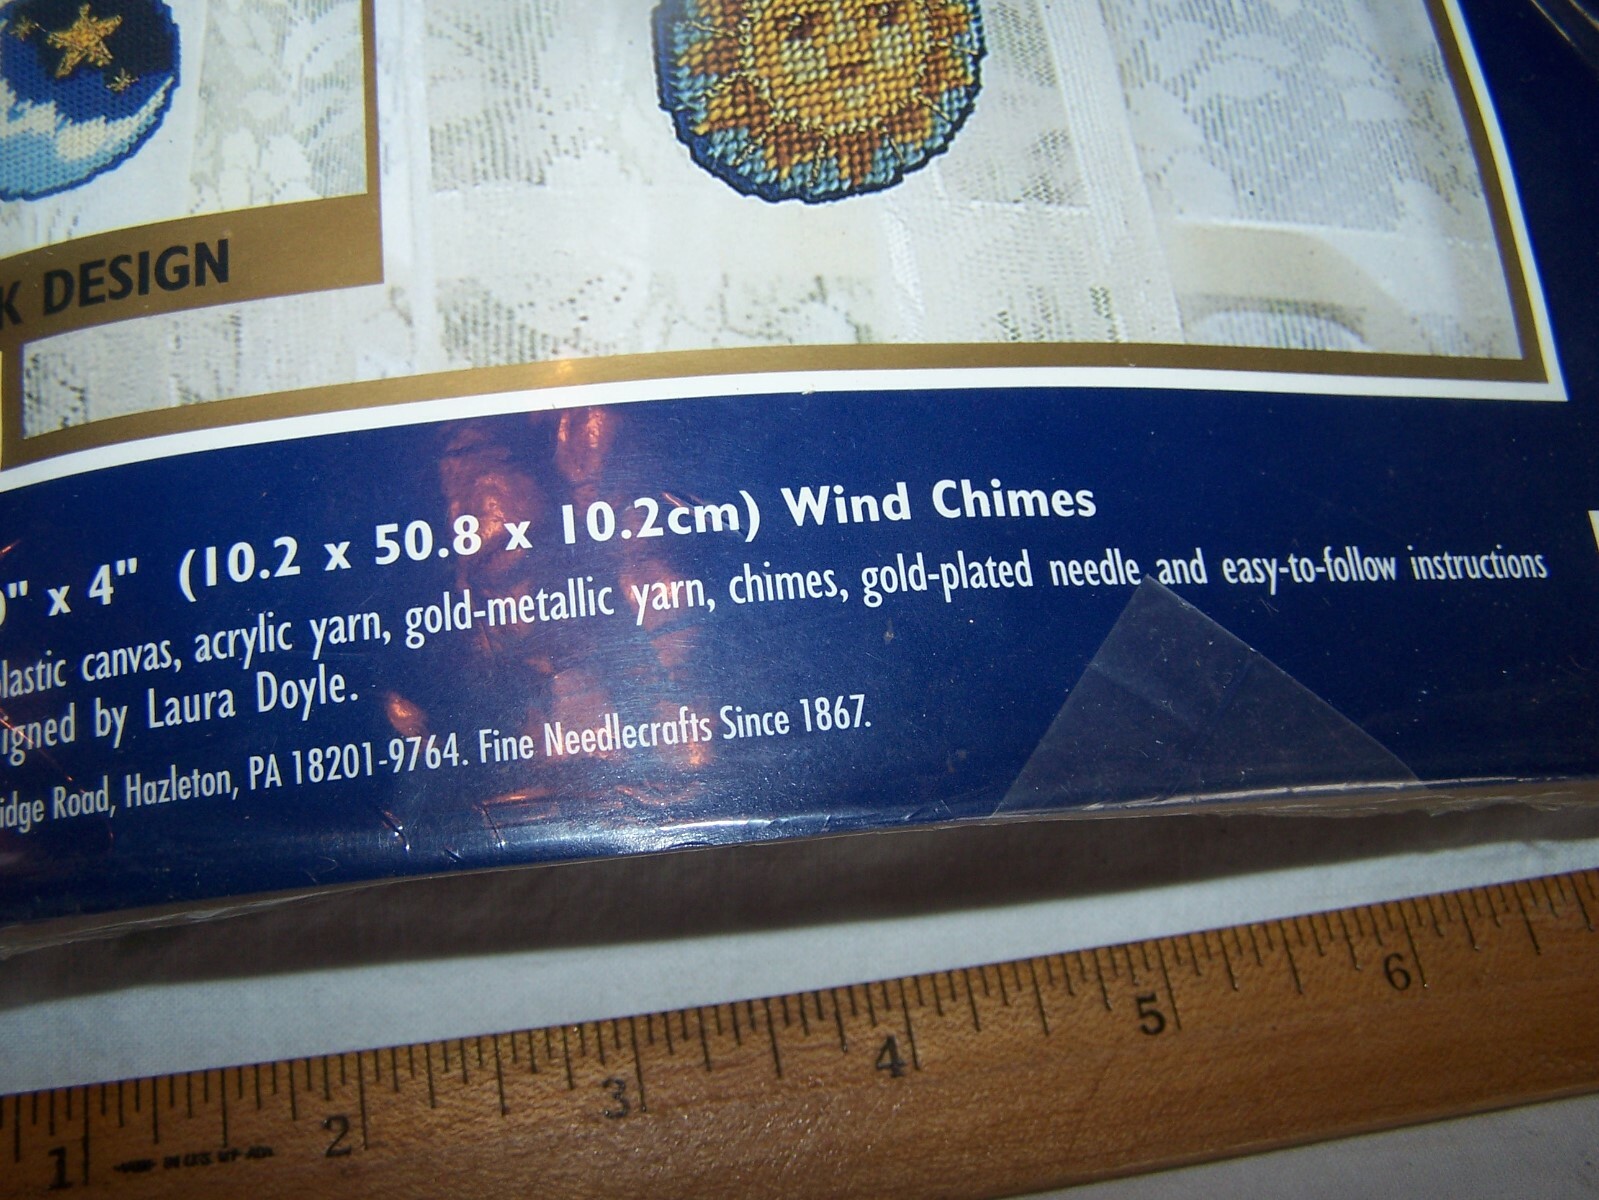 K DESIGN
0" x 4" (10.2 x 50.8 x 10.2cm) Wind Chimes
lastic canvas, acrylic yarn, gold-metallic yarn, chimes, gold-plated needle and easy-to-follow instructions
igned by Laura Doyle.
idge Road, Hazleton, PA 18201-9764. Fine Needlecrafts Since 1867.
1 2 3 4 5 6